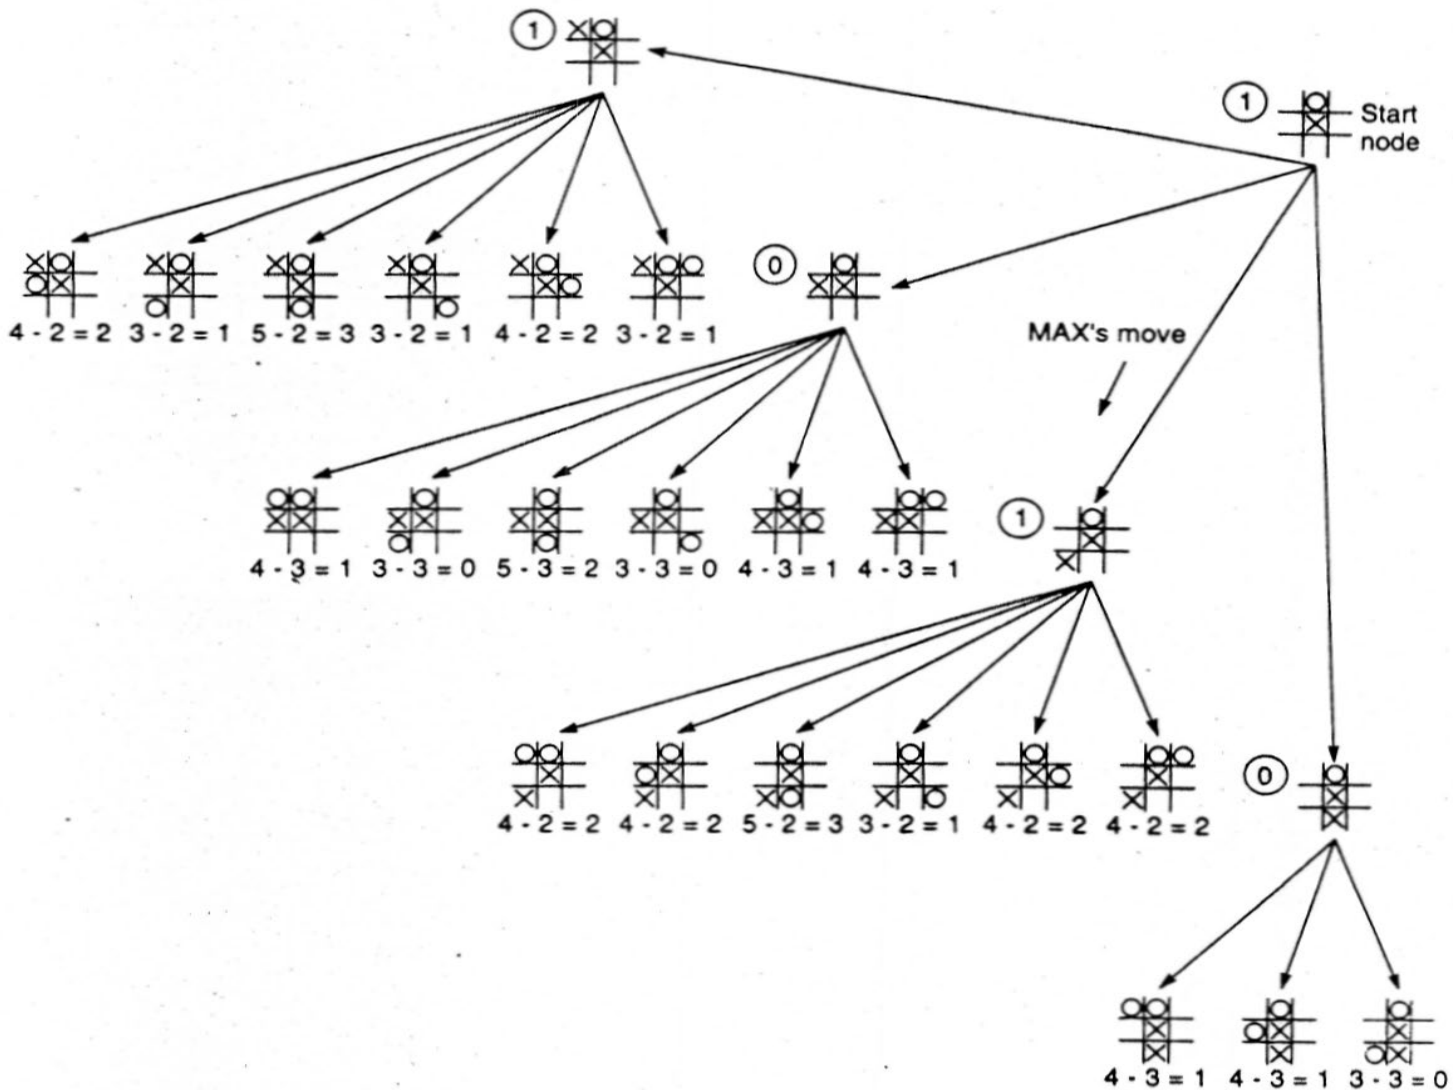 1
1
Start
node
0
4 - 2 = 2 3 - 2 = 1 5 - 2 = 3 3 - 2 = 1 4 - 2 = 2 3 - 2 = 1
MAX's move
1
4 - 3 = 1 3 - 3 = 0 5 - 3 = 2 3 - 3 = 0 4 - 3 = 1 4 - 3 = 1
0
4 - 2 = 2 4 - 2 = 2 5 - 2 = 3 3 - 2 = 1 4 - 2 = 2 4 - 2 = 2
4 - 3 = 1 4 - 3 = 1 3 - 3 = 0